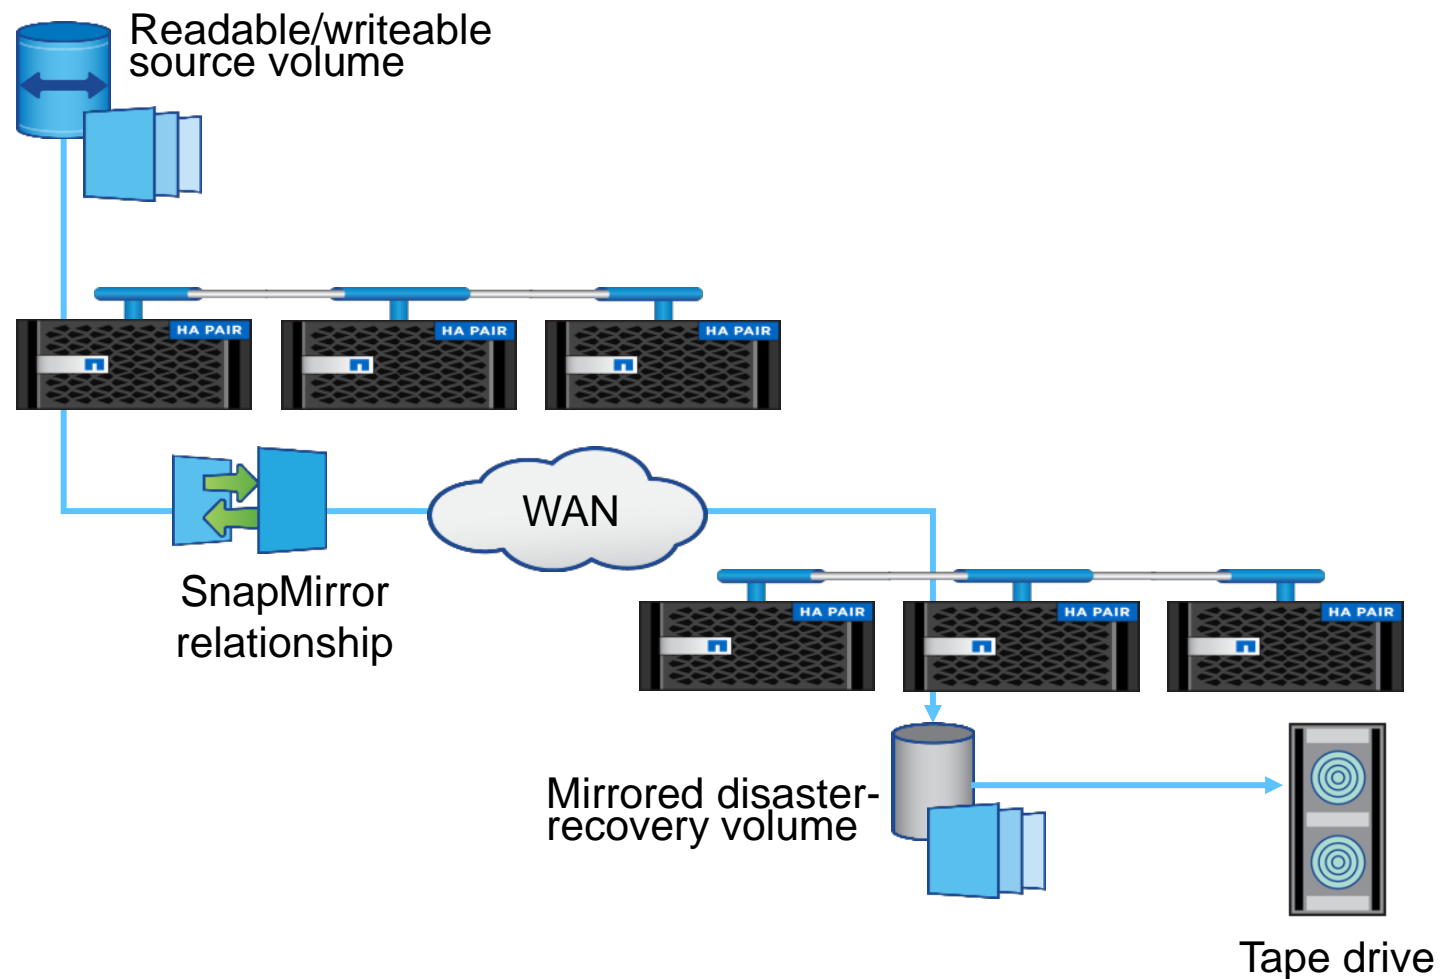 Readable/writeable
source volume
HA PAIR
HA PAIR
HA PAIR
WAN
SnapMirror
relationship
HA PAIR
HA PAIR
HA PAIR
Mirrored disaster-
recovery volume
Tape drive